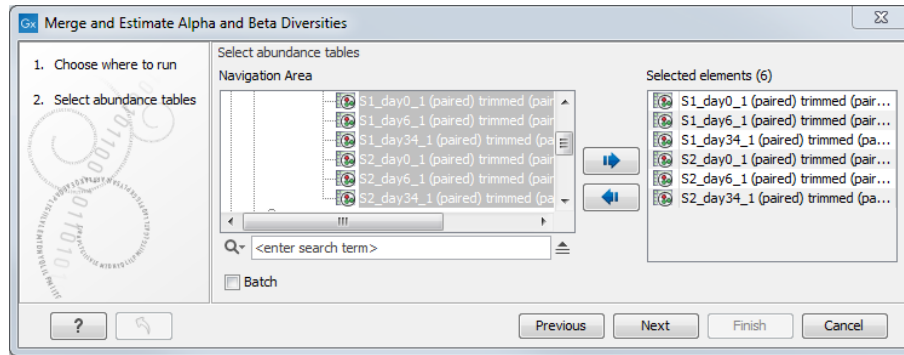 Gx Merge and Estimate Alpha and Beta Diversities
1. Choose where to run
2. Select abundance tables
Select abundance tables
Navigation Area
S1_day0_1 (paired) trimmed (pair
S1_day6_1 (paired) trimmed (pair
S1_day34_1 (paired) trimmed (pa
S2_day0_1 (paired) trimmed (pair
S2_day6_1 (paired) trimmed (pair
S2_day34_1 (paired) trimmed (pa
<enter search term>
Batch
Selected elements (6)
S1_day0_1 (paired) trimmed (pair...
S1_day6_1 (paired) trimmed (pair...
S1_day34_1 (paired) trimmed (pa...
S2_day0_1 (paired) trimmed (pair...
S2_day6_1 (paired) trimmed (pair...
S2_day34_1 (paired) trimmed (pa...
?
Previous
Next
Finish
Cancel